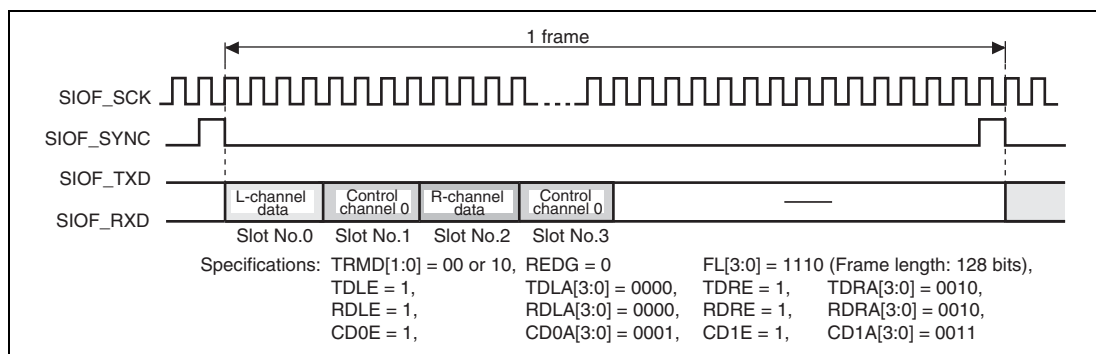 1 frame
SIOF_SCK
SIOF_SYNC
SIOF_TXD
SIOF_RXD
L-channel data
Control channel 0
R-channel data
Control channel 0
Slot No.0 Slot No.1 Slot No.2 Slot No.3
Specifications: TRMD[1:0] = 00 or 10, REDG = 0 FL[3:0] = 1110 (Frame length: 128 bits),
TDLE = 1, TDLA[3:0] = 0000, TDRE = 1, TDRA[3:0] = 0010,
RDLE = 1, RDLA[3:0] = 0000, RDRE = 1, RDRA[3:0] = 0010,
CD0E = 1, CD0A[3:0] = 0001, CD1E = 1, CD1A[3:0] = 0011